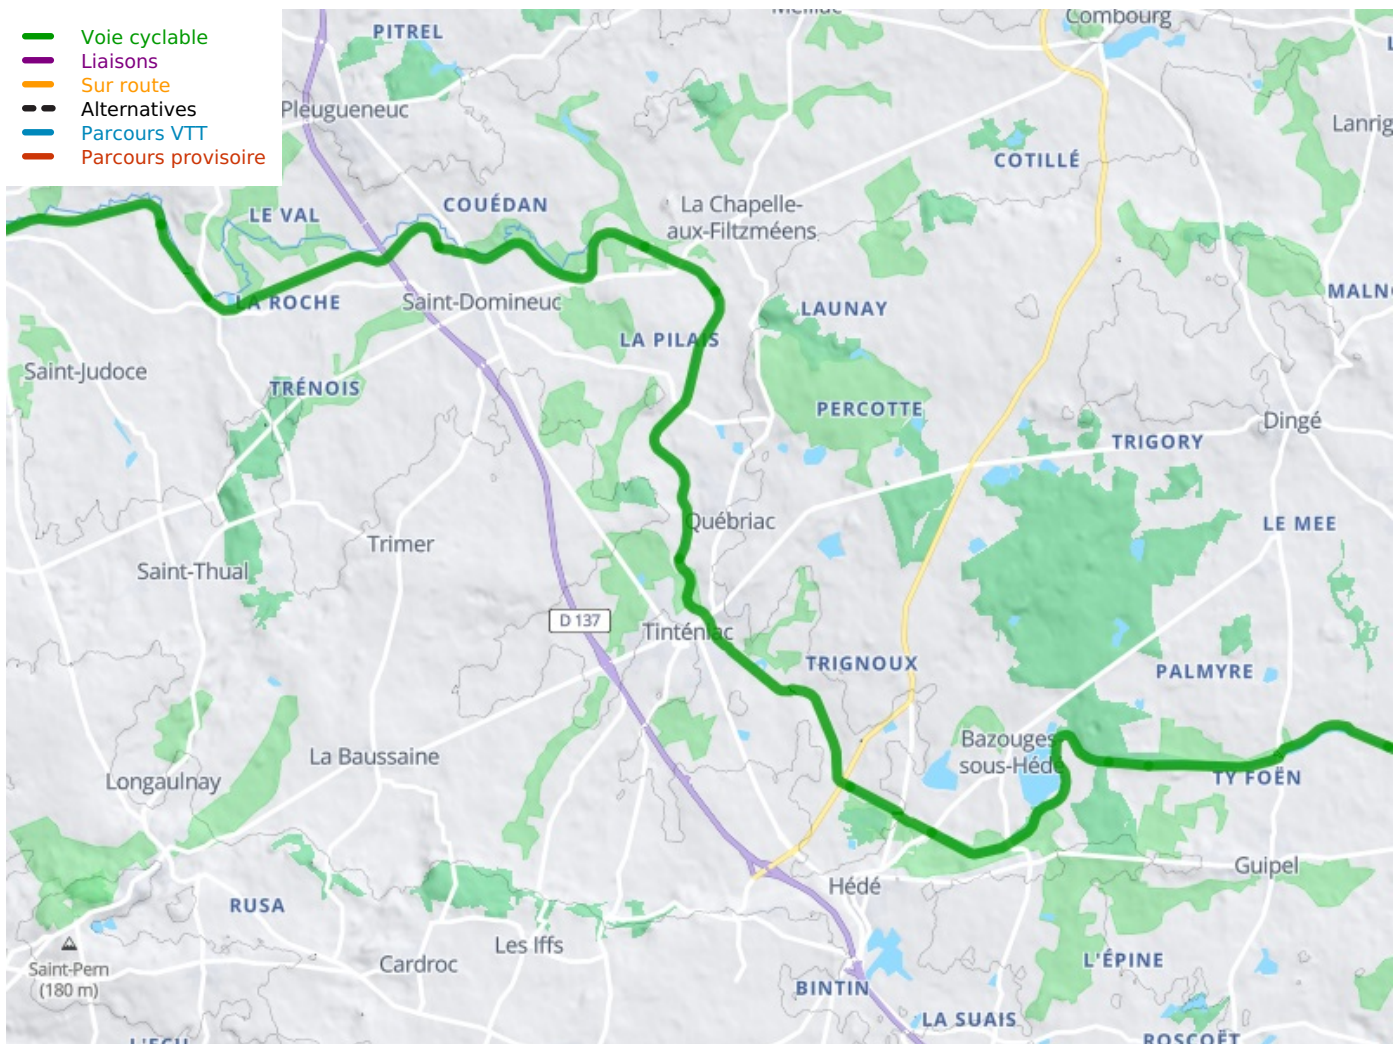 Voie cyclable
Liaisons
Sur route
Alternatives
Parcours VTT
Parcours provisoire
PITREL
Combourg
Pleugueneuc
Lanrig
COTILLÉ
LE VAL
COUÉDAN
La Chapelle-
aux-Filtzméens
LA ROCHE
Saint-Domineuc
LAUNAY
MALN
LA PILAIS
Saint-Judoce
TRÉNOIS
PERCOTTE
Dingé
TRIGORY
Québriac
LE MEE
Trimer
Saint-Thual
D 137
Tinténiac
TRIGNOUX
PALMYRE
Bazouges-
sous-Hédé
La Baussaine
Longaulnay
TY FOËN
Guipel
Hédé
RUSA
Les Iffs
Cardroc
L'ÉPINE
Saint-Pern
(180 m)
BINTIN
LA SUAIS
ROSCOËT